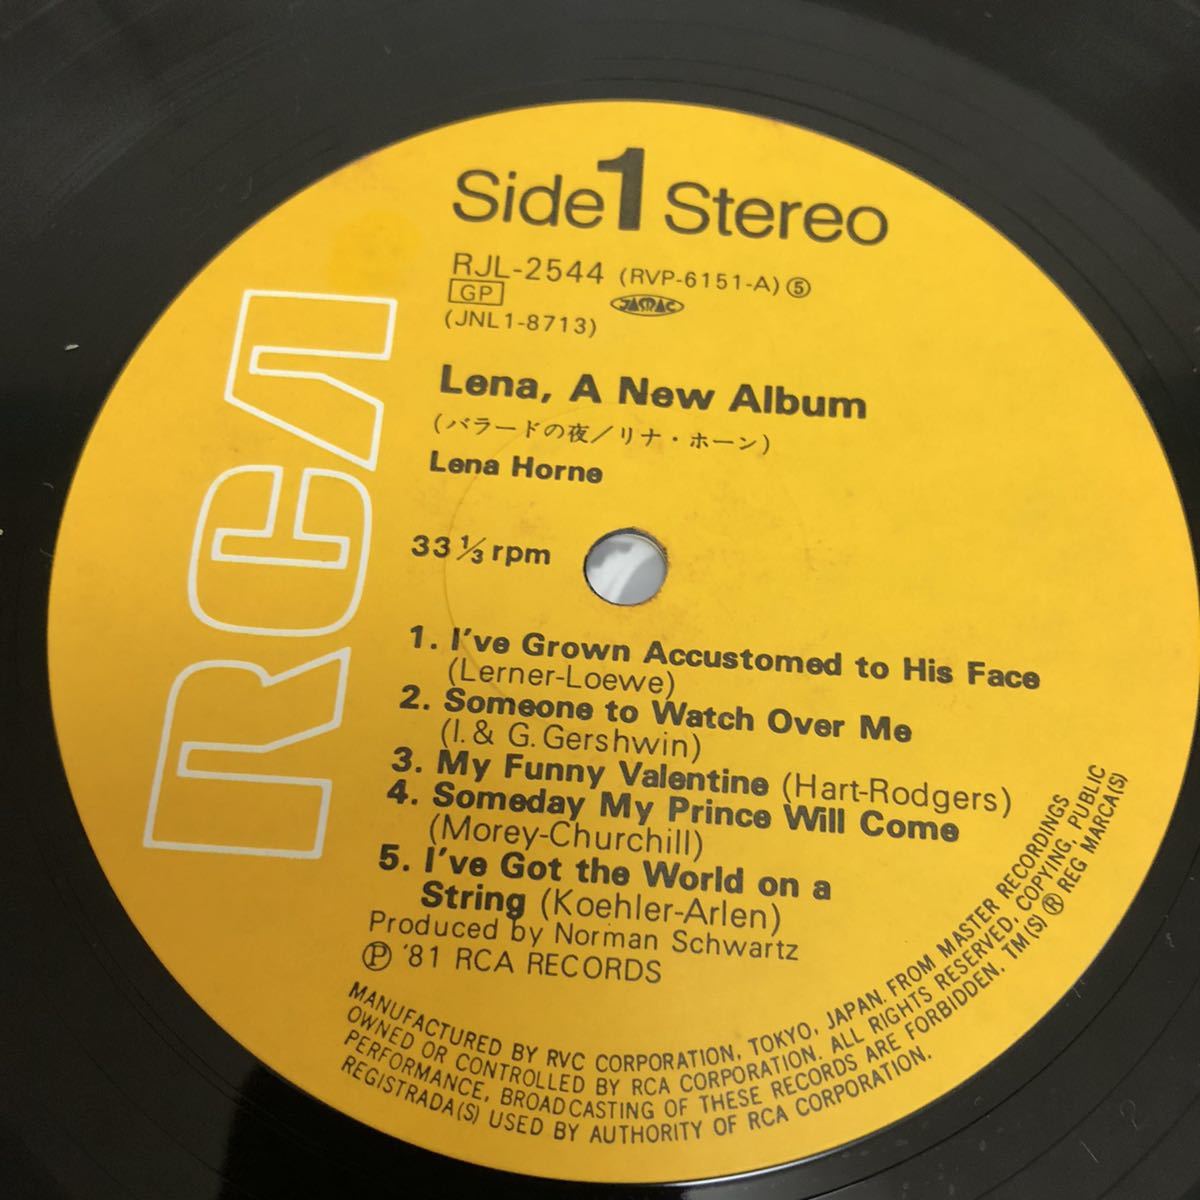 Side 1 Stereo
RJL-2544 (RVP-6151-A) ⑤
GP JASRAC
(JNL1-8713)
Lena, A New Album
(バラードの夜/リナ・ホーン)
Lena Horne
33 ⅓ rpm
RCA
1. I've Grown Accustomed to His Face
(Lerner-Loewe)
2. Someone to Watch Over Me
(I. & G. Gershwin)
3. My Funny Valentine (Hart-Rodgers)
4. Someday My Prince Will Come
(Morey-Churchill)
5. I've Got the World on a
String (Koehler-Arlen)
Produced by Norman Schwartz
Ⓟ '81 RCA RECORDS
MANUFACTURED BY RVC CORPORATION, TOKYO, JAPAN. FROM MASTER RECORDINGS
OWNED OR CONTROLLED BY RCA CORPORATION. ALL RIGHTS RESERVED, COPYING, PUBLIC
PERFORMANCE, BROADCASTING OF THESE RECORDS ARE FORBIDDEN. TM(S) ® REG MARCA(S)
REGISTRADA(S) USED BY AUTHORITY OF RCA CORPORATION.